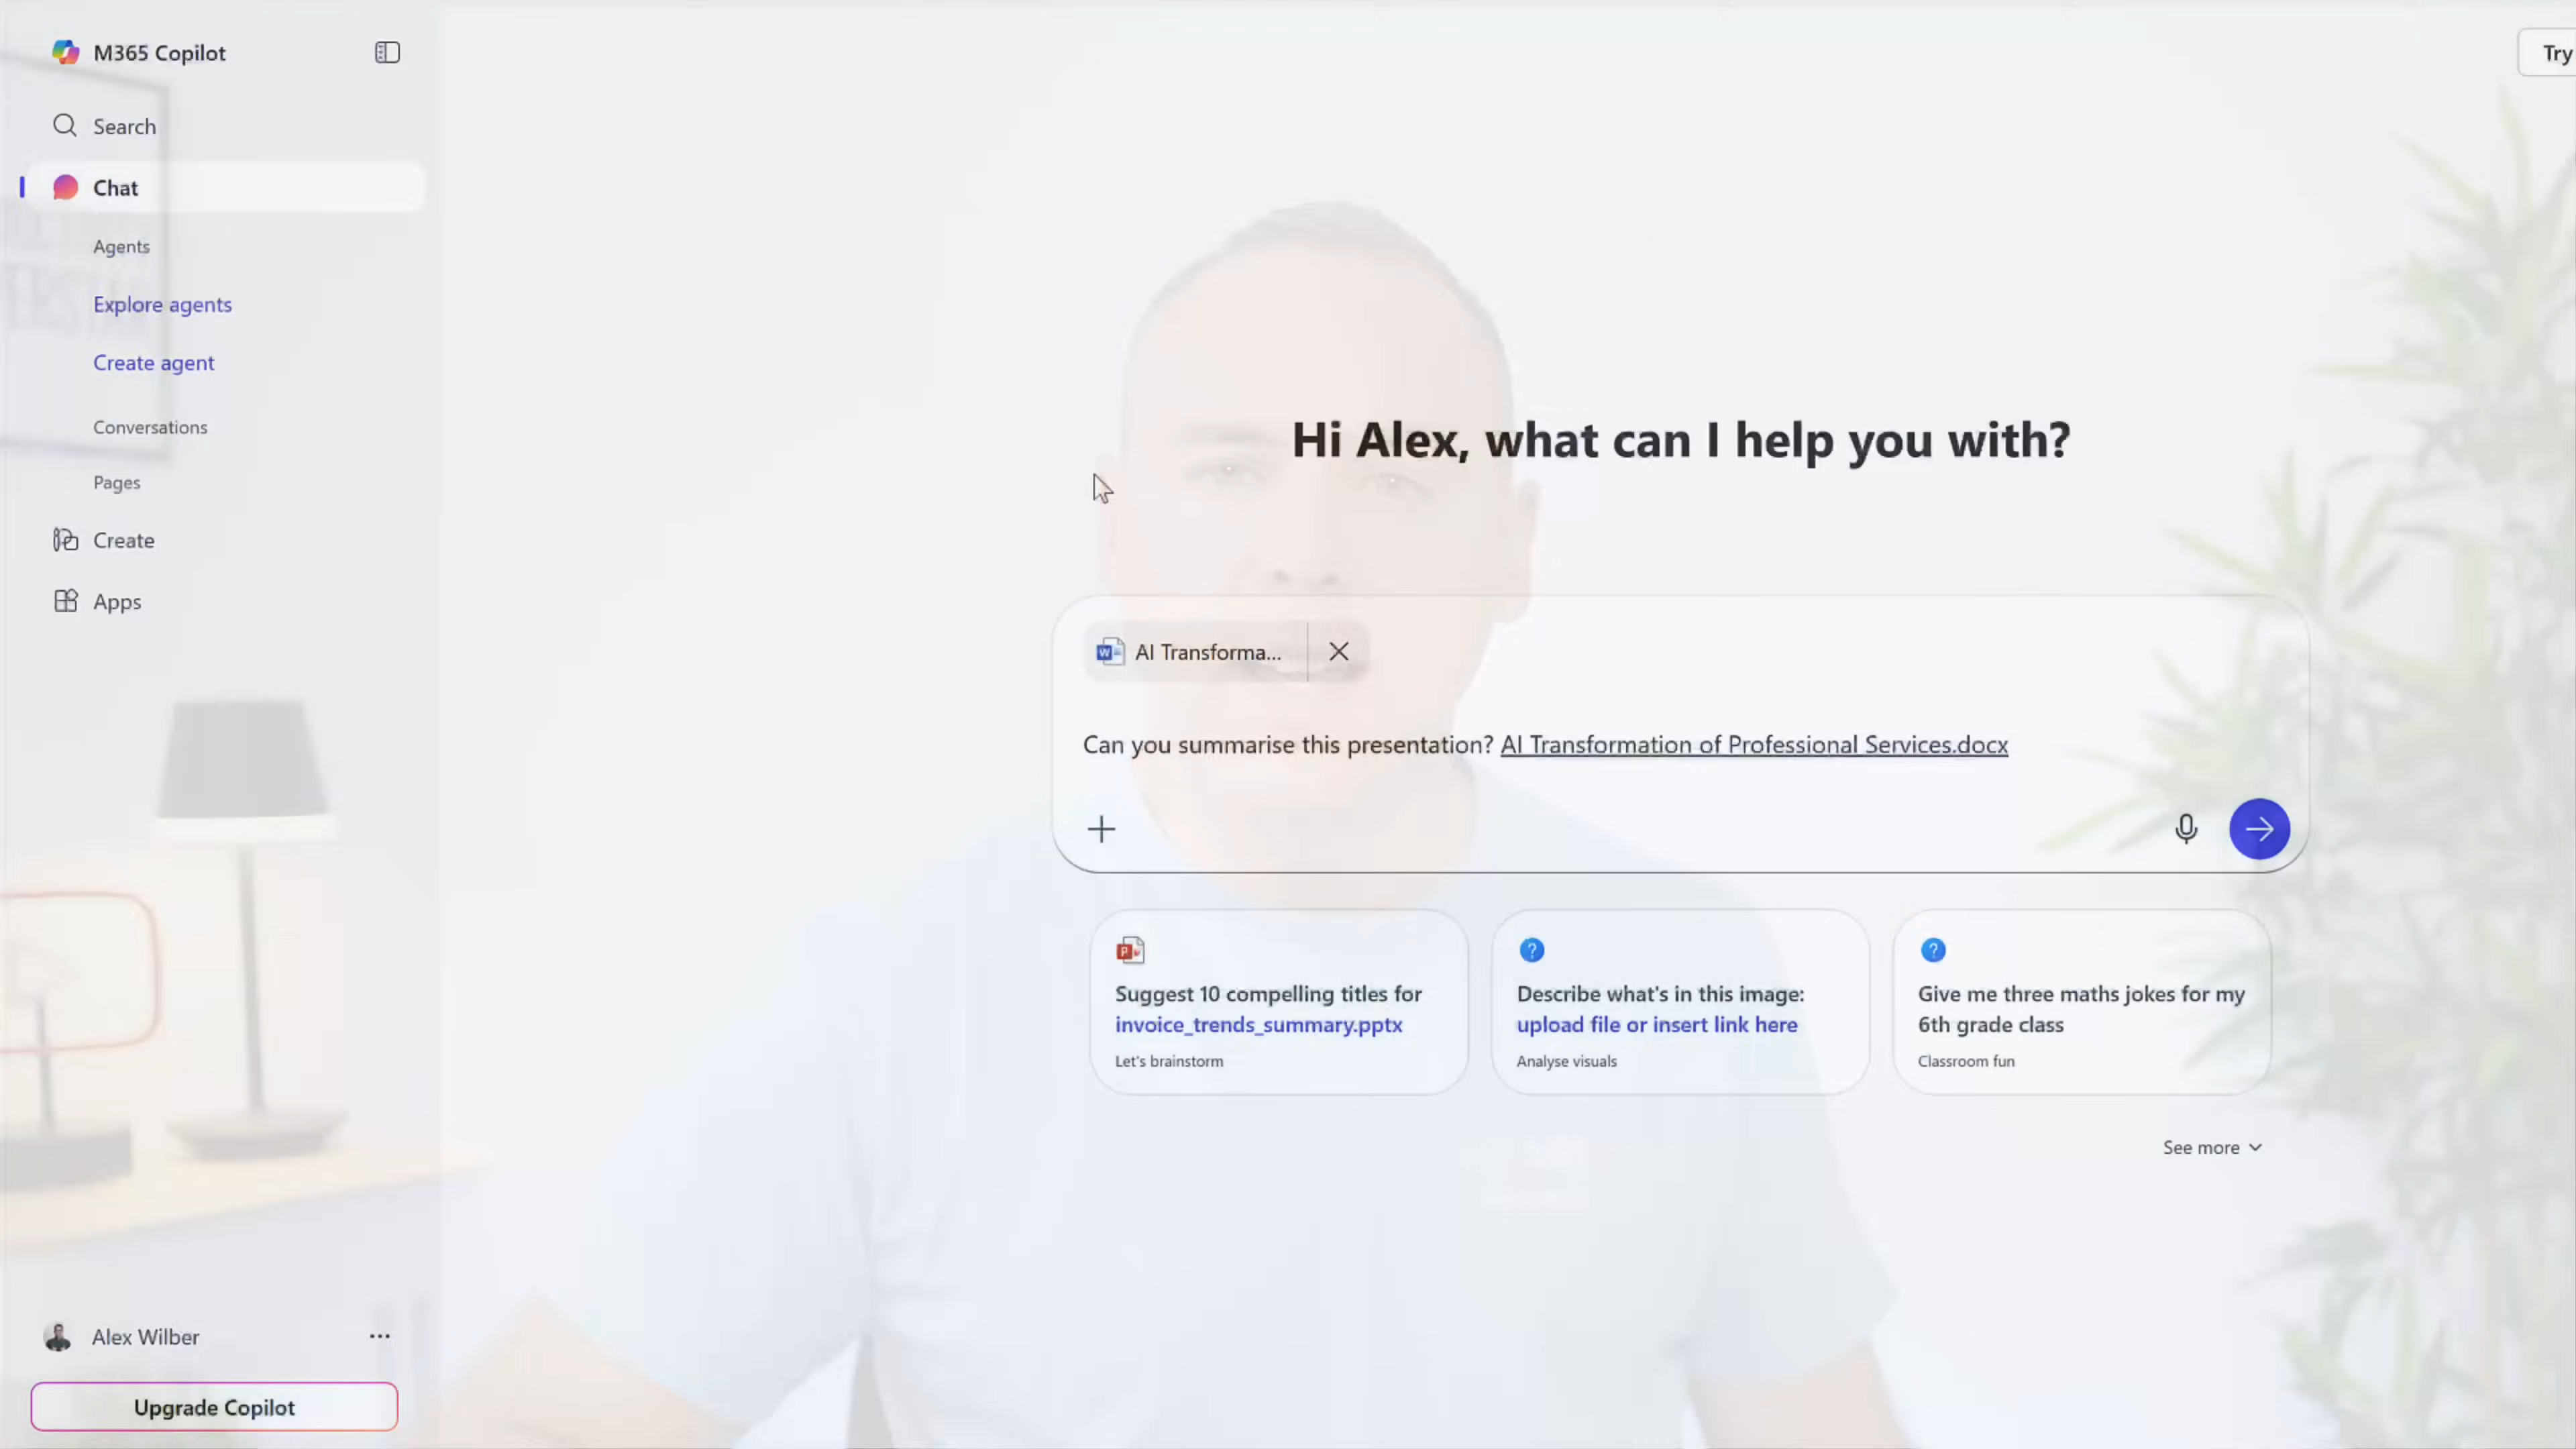 M365 Copilot
Try
Search
Chat
Agents
Explore agents
Create agent
Conversations
Pages
Create
Apps
Hi Alex, what can I help you with?
AI Transforma...
Can you summarise this presentation? AI Transformation of Professional Services.docx
Suggest 10 compelling titles for
invoice_trends_summary.pptx
Let's brainstorm
Describe what's in this image:
upload file or insert link here
Analyse visuals
Give me three maths jokes for my
6th grade class
Classroom fun
See more
Alex Wilber
Upgrade Copilot